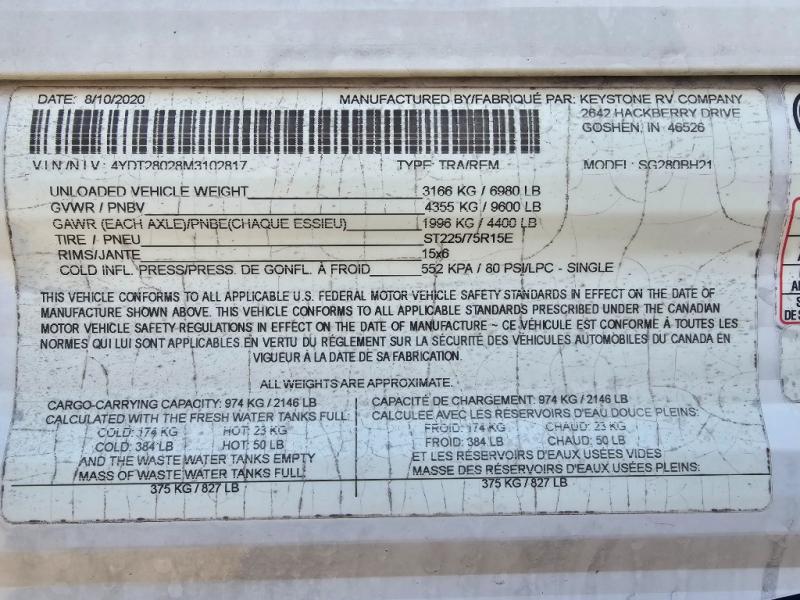 DATE: 8/10/2020 MANUFACTURED BY/FABRIQUÉ PAR: KEYSTONE RV COMPANY
2642 HACKBERRY DRIVE
GOSHEN, IN 46526
V.I.N /N.I.V : 4YDT28028M3102817 TYPE: TRA/REM MODEL: SG280BH21
UNLOADED VEHICLE WEIGHT 3166 KG / 6980 LB
GVWR / PNBV 4355 KG / 9600 LB
GAWR (EACH AXLE)/PNBE(CHAQUE ESSIEU) 1996 KG / 4400 LB
TIRE / PNEU ST225/75R15E
RIMS/JANTE 15x6
COLD INFL. PRESS/PRESS. DE GONFL. À FROID 552 KPA / 80 PSI/LPC - SINGLE
THIS VEHICLE CONFORMS TO ALL APPLICABLE U.S. FEDERAL MOTOR VEHICLE SAFETY STANDARDS IN EFFECT ON THE DATE OF
MANUFACTURE SHOWN ABOVE. THIS VEHICLE CONFORMS TO ALL APPLICABLE STANDARDS PRESCRIBED UNDER THE CANADIAN
MOTOR VEHICLE SAFETY REGULATIONS IN EFFECT ON THE DATE OF MANUFACTURE ~ CE VÉHICULE EST CONFORME À TOUTES LES
NORMES QUI LUI SONT APPLICABLES EN VERTU DU RÉGLEMENT SUR LA SÉCURITÉ DES VÉHICULES AUTOMOBILES DU CANADA EN
VIGUEUR À LA DATE DE SA FABRICATION.
ALL WEIGHTS ARE APPROXIMATE.
CARGO-CARRYING CAPACITY: 974 KG / 2146 LB
CALCULATED WITH THE FRESH WATER TANKS FULL:
COLD: 174 KG HOT: 23 KG
COLD: 384 LB HOT: 50 LB
AND THE WASTE WATER TANKS EMPTY
MASS OF WASTE WATER TANKS FULL:
375 KG / 827 LB
CAPACITÉ DE CHARGEMENT: 974 KG / 2146 LB
CALCULEE AVEC LES RÉSERVOIRS D'EAU DOUCE PLEINS:
FROID: 174 KG CHAUD: 23 KG
FROID: 384 LB CHAUD: 50 LB
ET LES RÉSERVOIRS D'EAUX USÉES VIDES
MASSE DES RÉSERVOIRS D'EAUX USÉES PLEINS:
375 KG / 827 LB